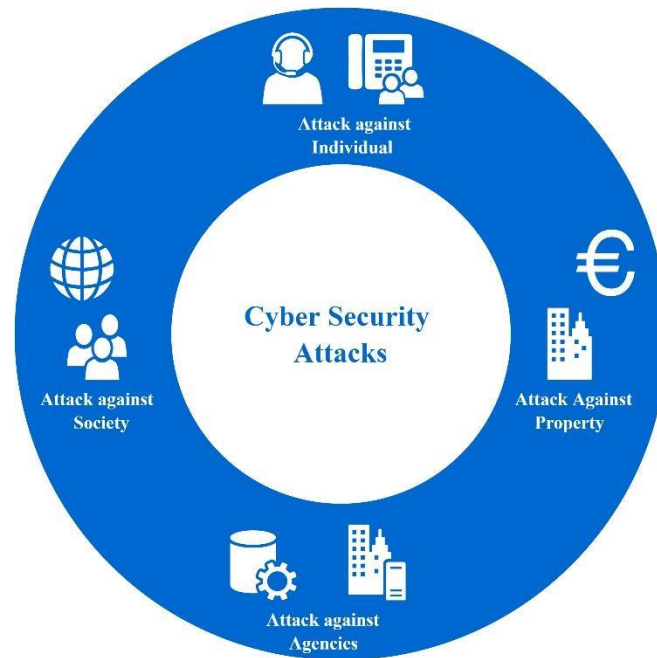 Attack against
Individual
Cyber Security
Attacks
Attack against
Society
Attack Against
Property
Attack against
Agencies